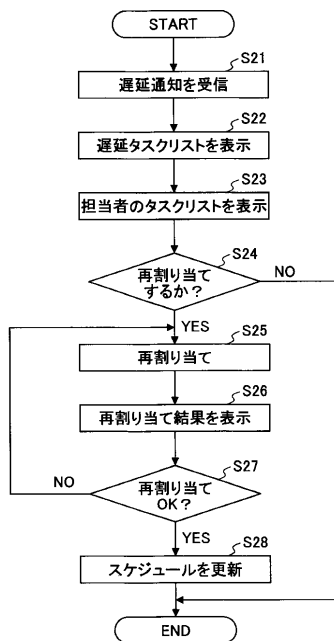 START
S21
遅延通知を受信
S22
遅延タスクリストを表示
S23
担当者のタスクリストを表示
S24
再割り当て
するか?
NO
YES
S25
再割り当て
S26
再割り当て結果を表示
S27
再割り当て
OK?
NO
YES
S28
スケジュールを更新
END